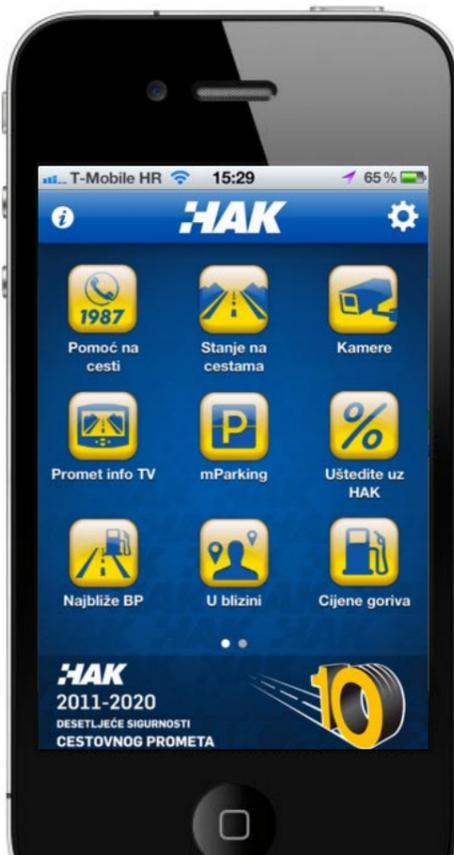 T-Mobile HR 15:29 65%
HAK
1987
Pomoć na
cesti
Stanje na
cestama
Kamere
Promet info TV
P
mParking
%
Uštedite uz
HAK
Najbliže BP
U blizini
Cijene goriva
HAK
2011-2020
DESETLJEĆE SIGURNOSTI
CESTOVNOG PROMETA
10